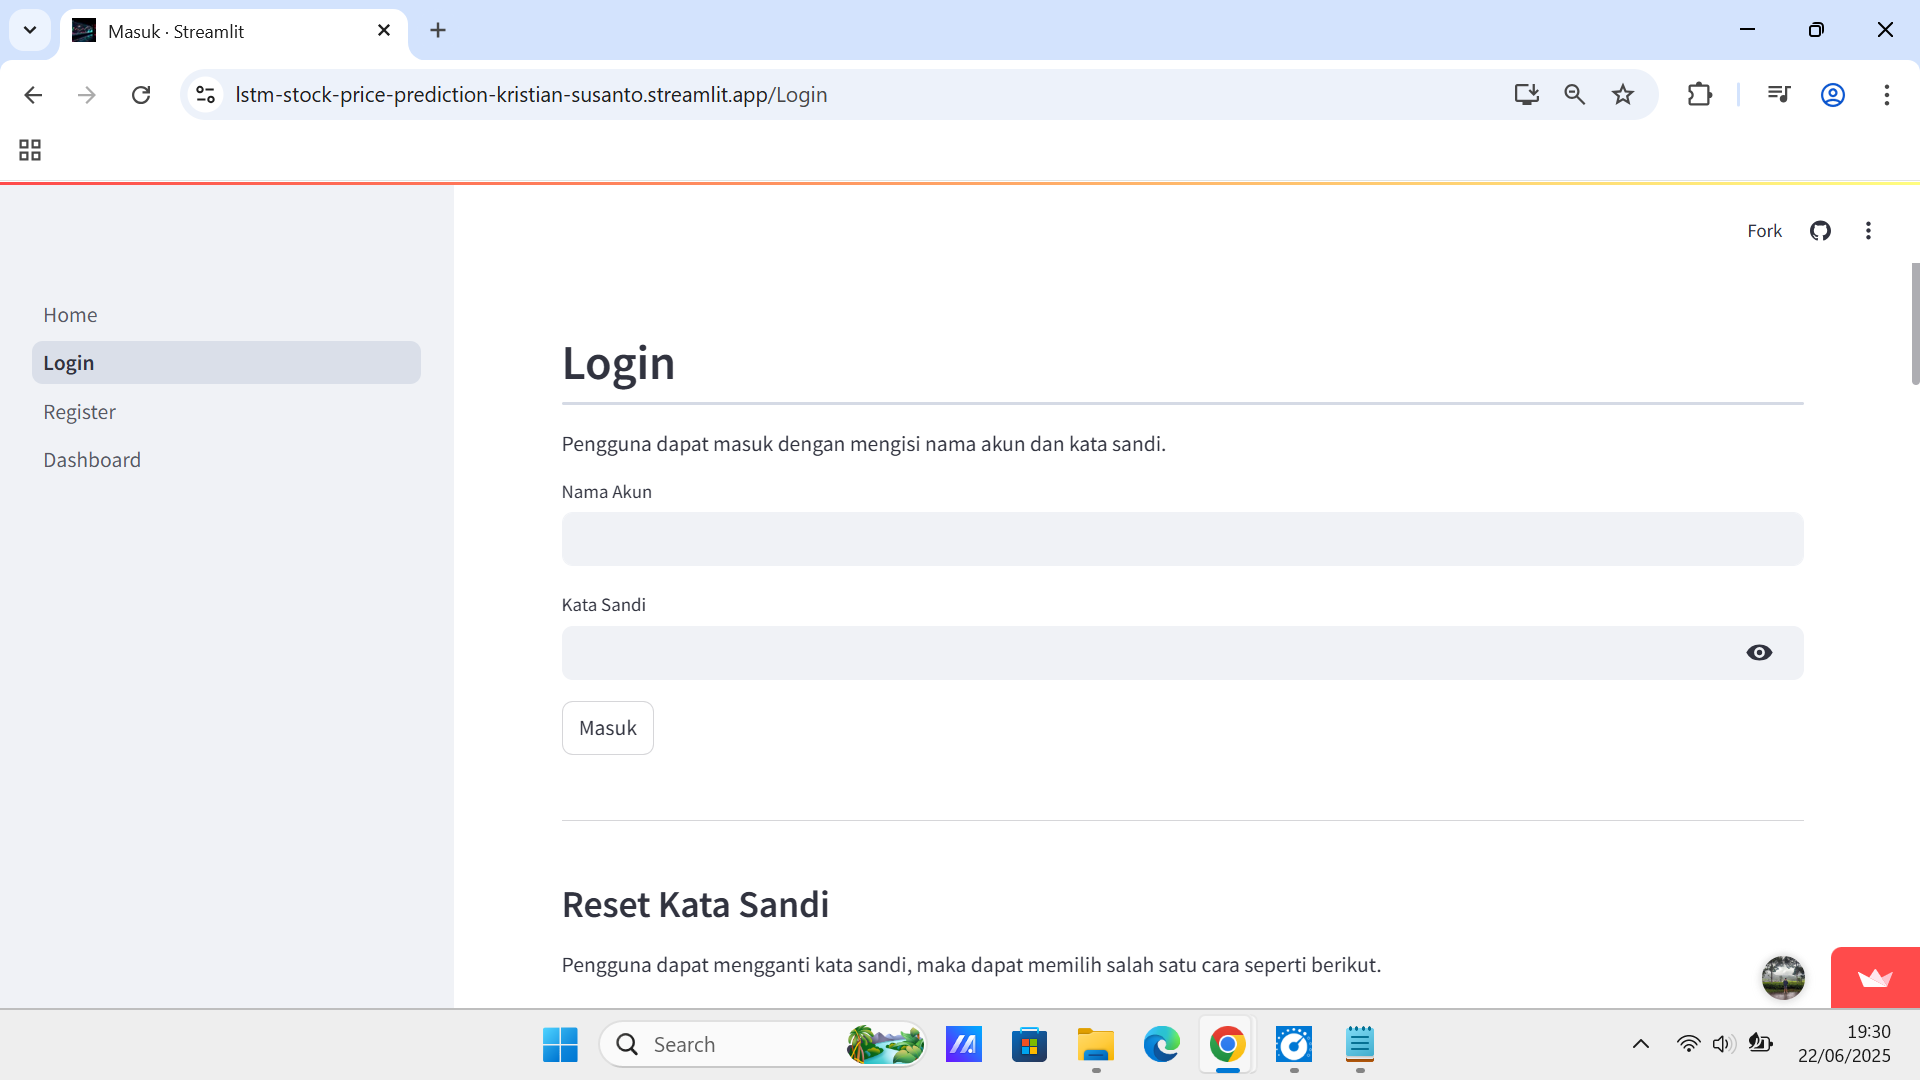 Masuk · Streamlit
lstm-stock-price-prediction-kristian-susanto.streamlit.app/Login
Fork
Home
Login
Register
Dashboard
Login
Pengguna dapat masuk dengan mengisi nama akun dan kata sandi.
Nama Akun
Kata Sandi
Masuk
Reset Kata Sandi
Pengguna dapat mengganti kata sandi, maka dapat memilih salah satu cara seperti berikut.
Search
19:30
22/06/2025